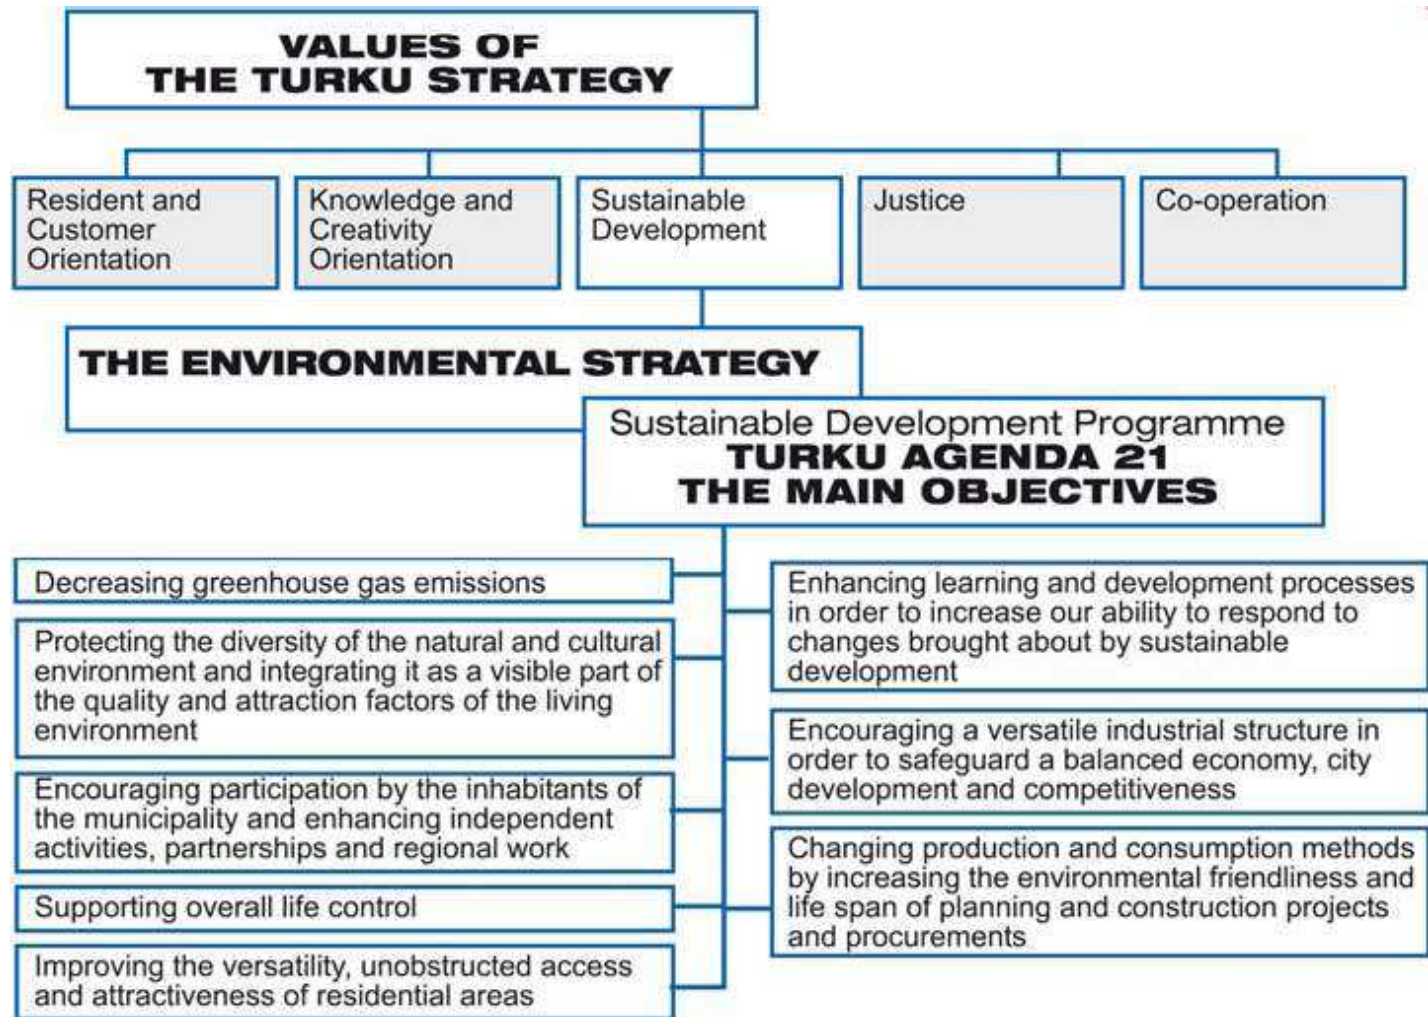 VALUES OF
THE TURKU STRATEGY
Resident and
Customer
Orientation
Knowledge and
Creativity
Orientation
Sustainable
Development
Justice
Co-operation
THE ENVIRONMENTAL STRATEGY
Sustainable Development Programme
TURKU AGENDA 21
THE MAIN OBJECTIVES
Decreasing greenhouse gas emissions
Protecting the diversity of the natural and cultural
environment and integrating it as a visible part of
the quality and attraction factors of the living
environment
Encouraging participation by the inhabitants of
the municipality and enhancing independent
activities, partnerships and regional work
Supporting overall life control
Improving the versatility, unobstructed access
and attractiveness of residential areas
Enhancing learning and development processes
in order to increase our ability to respond to
changes brought about by sustainable
development
Encouraging a versatile industrial structure in
order to safeguard a balanced economy, city
development and competitiveness
Changing production and consumption methods
by increasing the environmental friendliness and
life span of planning and construction projects
and procurements